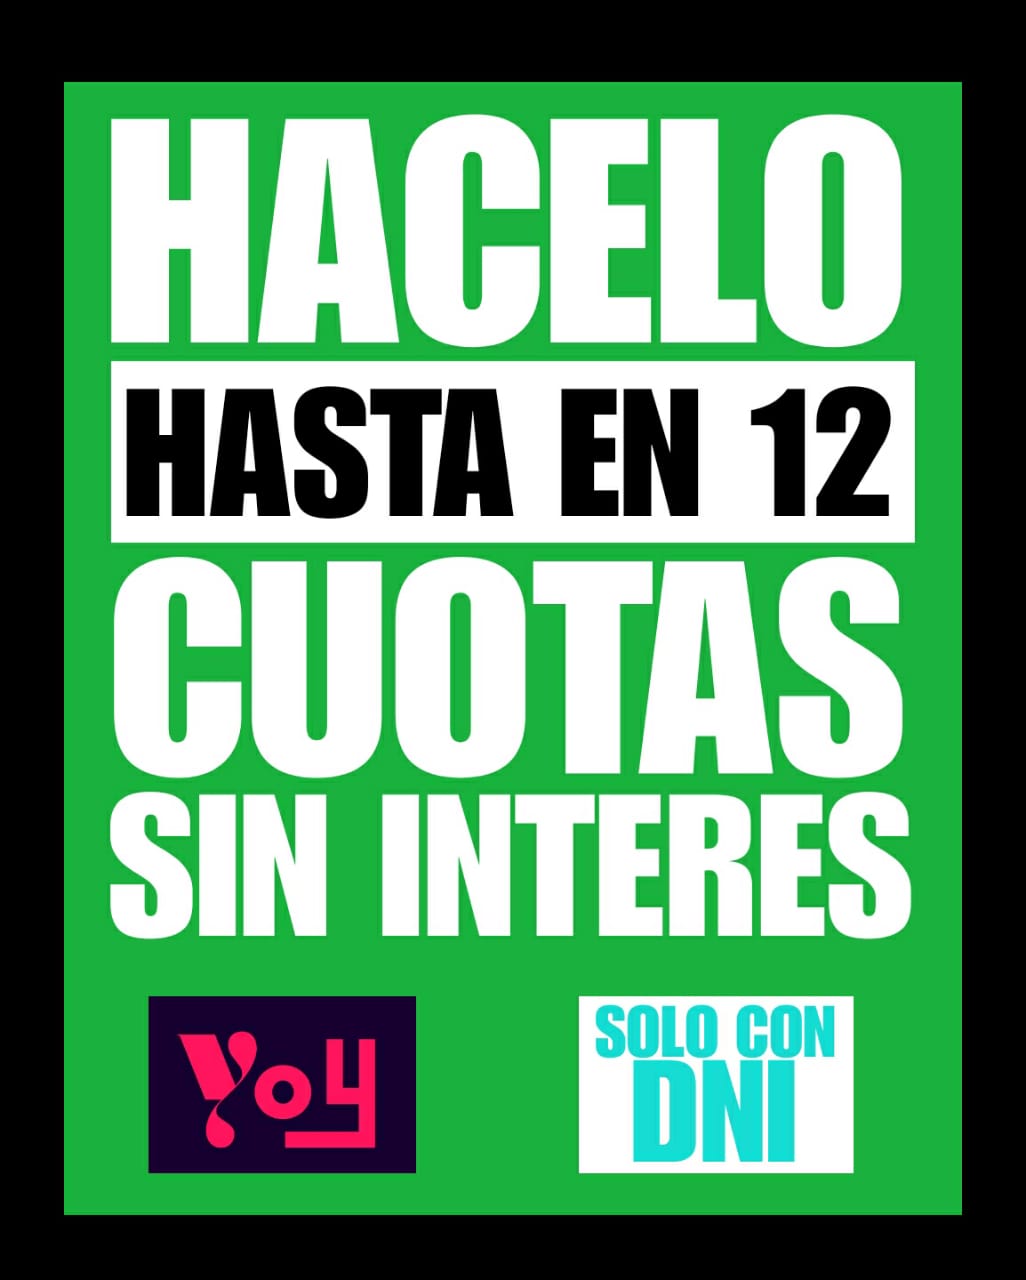 HACELO
HASTA EN 12
CUOTAS
SIN INTERES
YOY
SOLO CON
DNI